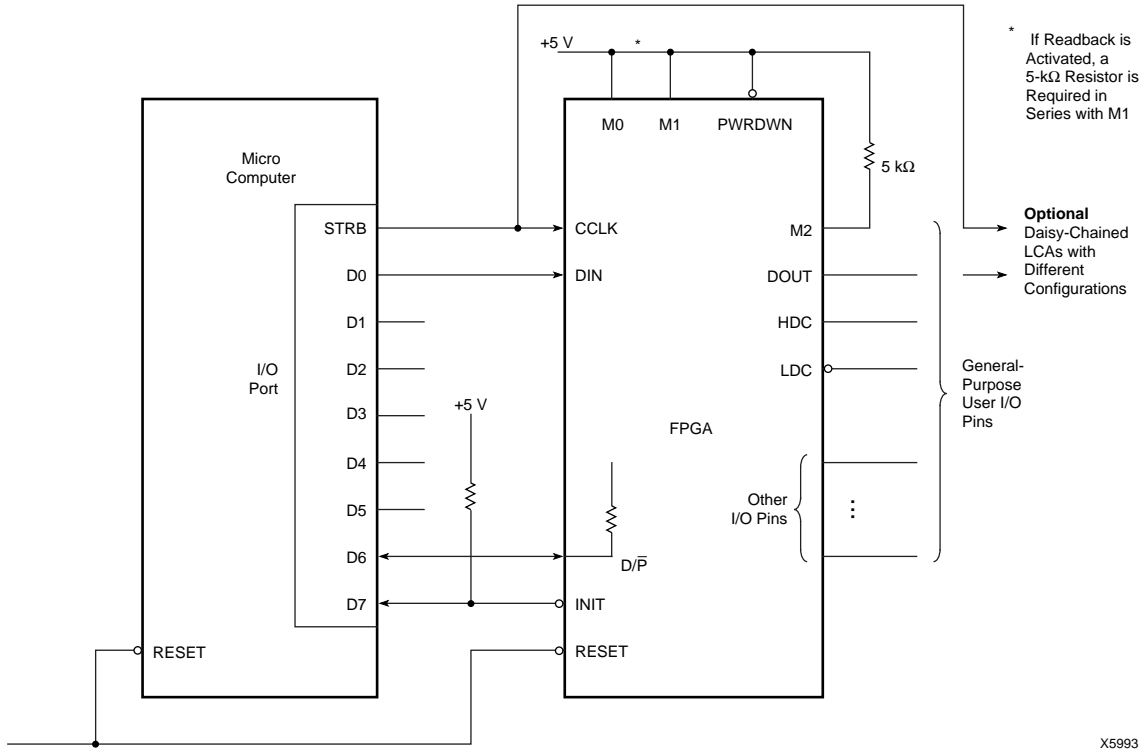 +5 V
*
* If Readback is
Activated, a
5-kΩ Resistor is
Required in
Series with M1
M0
M1
PWRDWN
Micro
Computer
5 kΩ
STRB
CCLK
M2
Optional
Daisy-Chained
LCAs with
Different
Configurations
D0
DIN
DOUT
D1
HDC
I/O
Port
D2
LDC
General-
Purpose
User I/O
Pins
D3
+5 V
FPGA
D4
Other
I/O Pins
D5
D6
D/P̅
D7
INIT
RESET
RESET
X5993